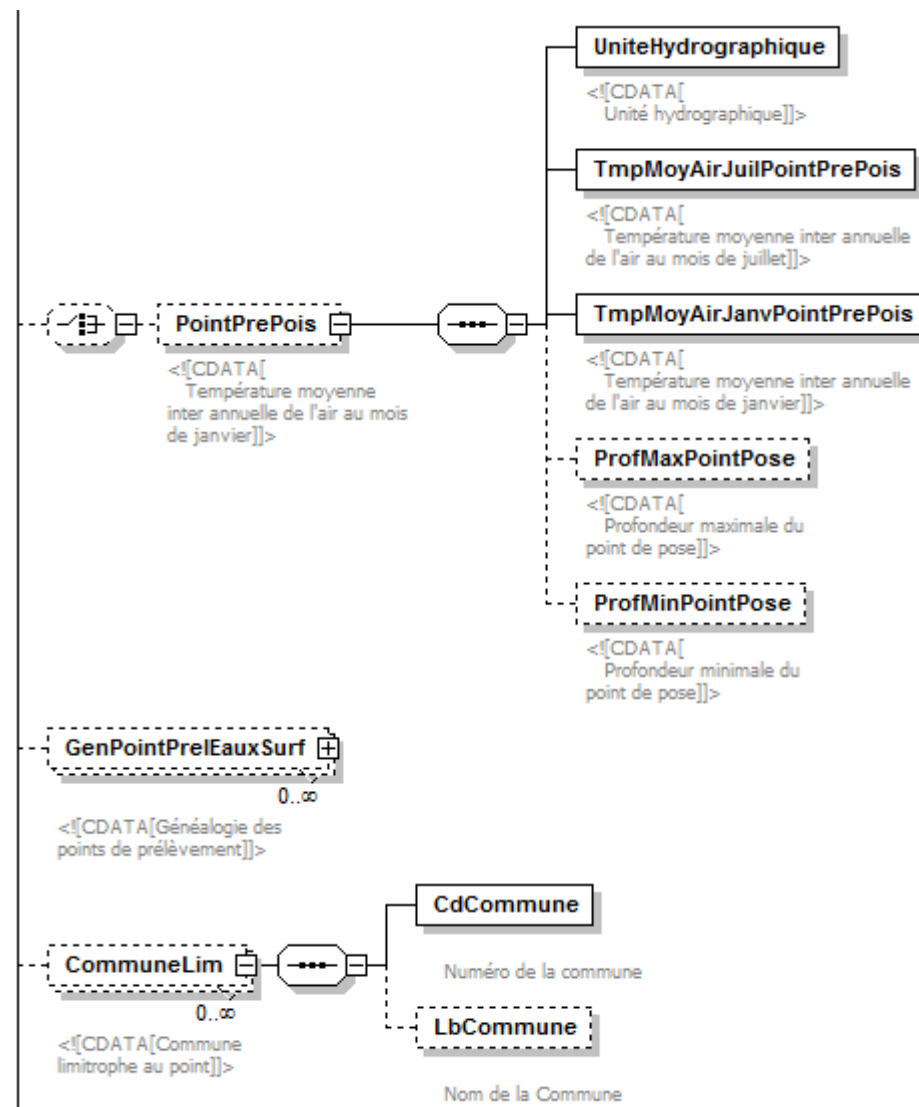 UniteHydrographique
<![CDATA[
Unité hydrographique]]>
TmpMoyAirJuilPointPrePois
<![CDATA[
Température moyenne inter annuelle
de l'air au mois de juillet]]>
PointPrePois
<![CDATA[
Température moyenne
inter annuelle de l'air au mois
de janvier]]>
TmpMoyAirJanvPointPrePois
<![CDATA[
Température moyenne inter annuelle
de l'air au mois de janvier]]>
ProfMaxPointPose
<![CDATA[
Profondeur maximale du
point de pose]]>
ProfMinPointPose
<![CDATA[
Profondeur minimale du
point de pose]]>
GenPointPrelEauxSurf
0..∞
<![CDATA[Généalogie des
points de prélèvement]]>
CommuneLim
0..∞
<![CDATA[Commune
limitrophe au point]]>
CdCommune
Numéro de la commune
LbCommune
Nom de la Commune